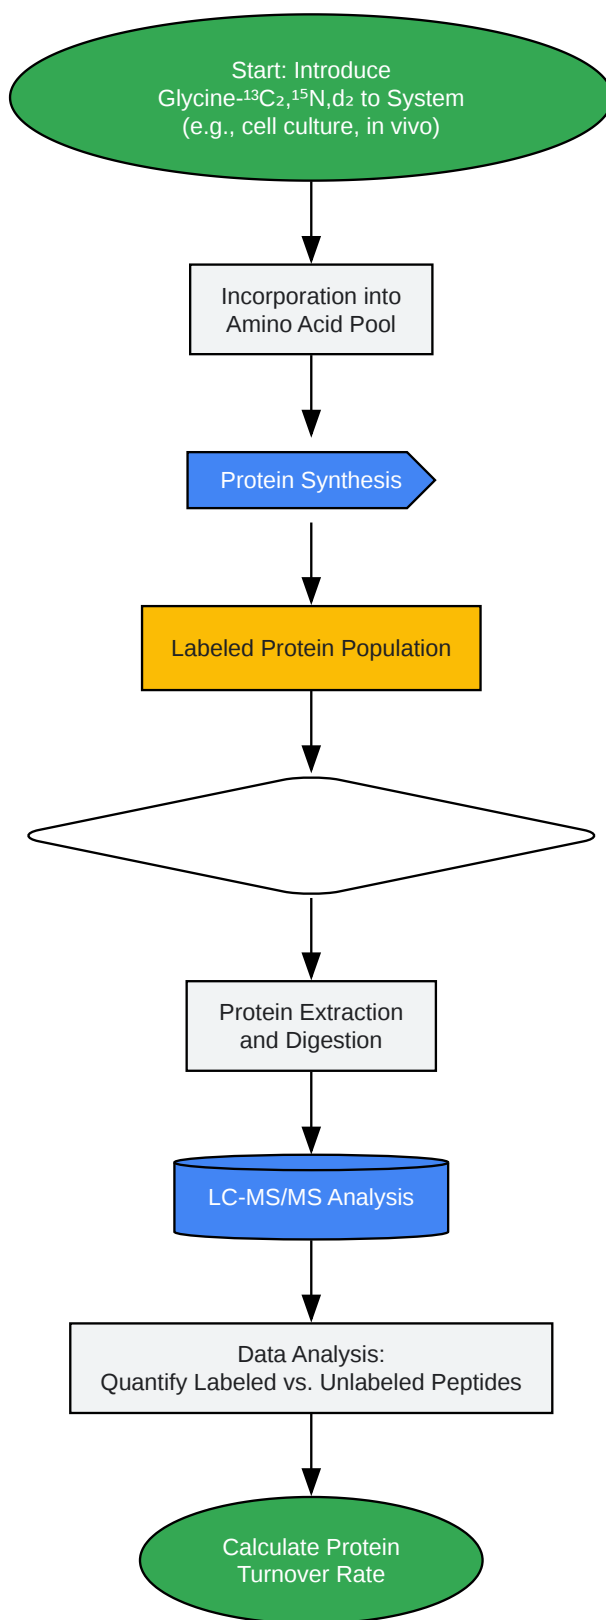 Start: Introduce
Glycine-¹³C₂,¹⁵N,d₂ to System
(e.g., cell culture, in vivo)
Incorporation into
Amino Acid Pool
Protein Synthesis
Labeled Protein Population
Protein Extraction
and Digestion
LC-MS/MS Analysis
Data Analysis:
Quantify Labeled vs. Unlabeled Peptides
Calculate Protein
Turnover Rate